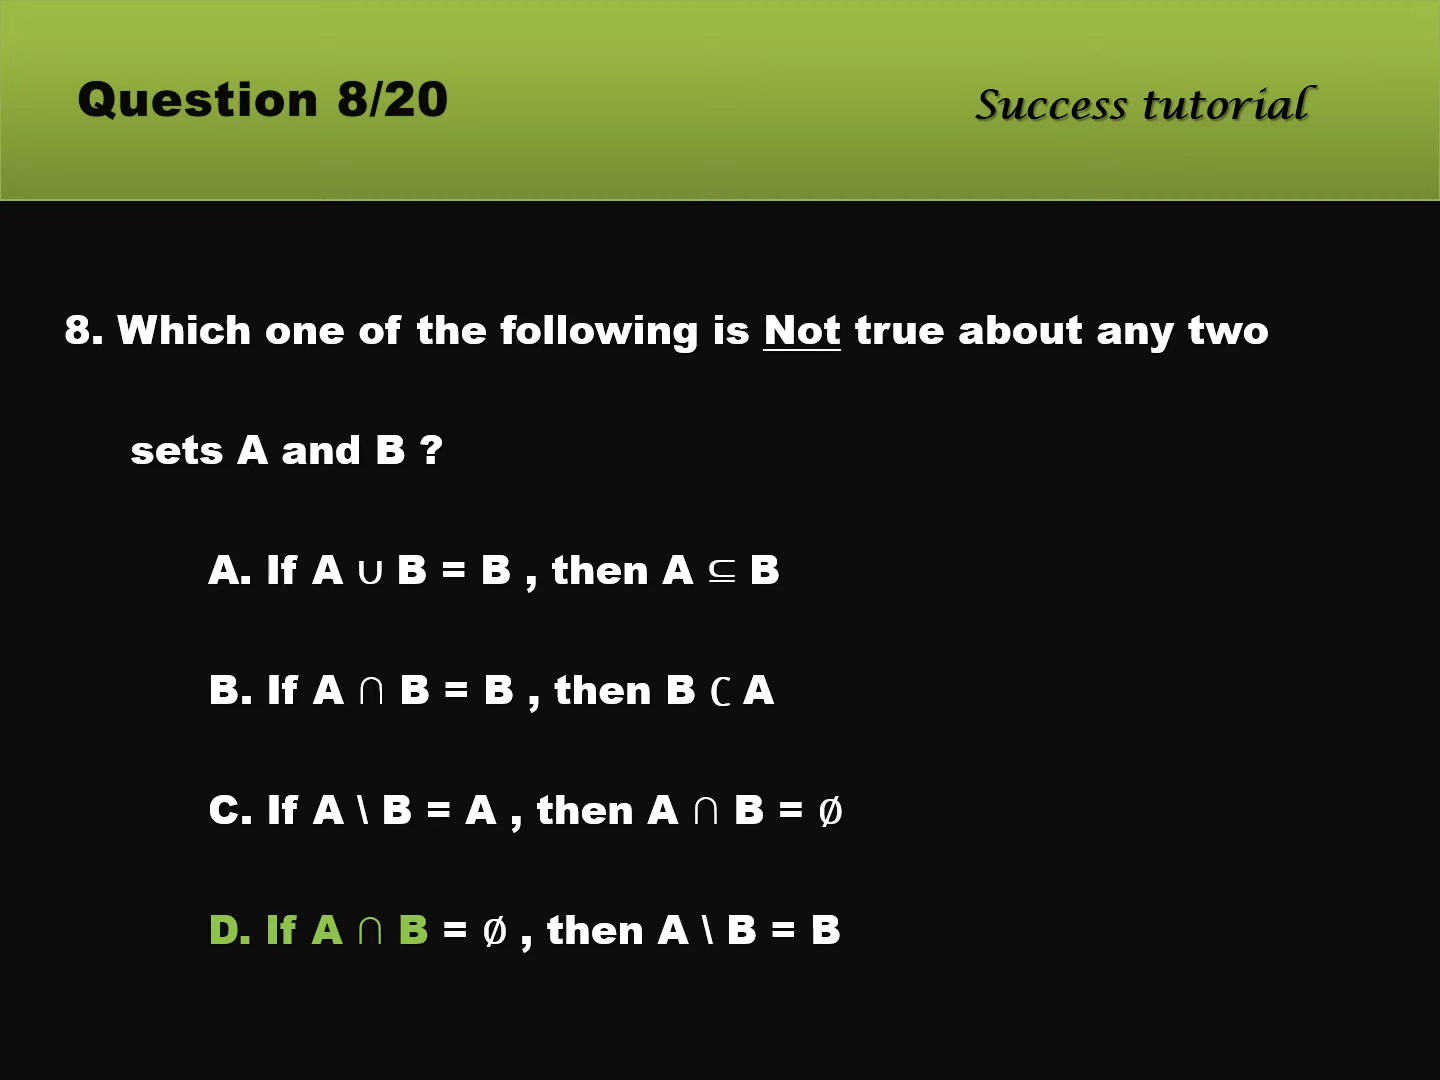 Question 8/20
Success tutorial
8. Which one of the following is Not true about any two
sets A and B ?
A. If A ∪ B = B , then A ⊆ B
B. If A ∩ B = B , then B ⊂ A
C. If A \ B = A , then A ∩ B = ∅
D. If A ∩ B = ∅ , then A \ B = B